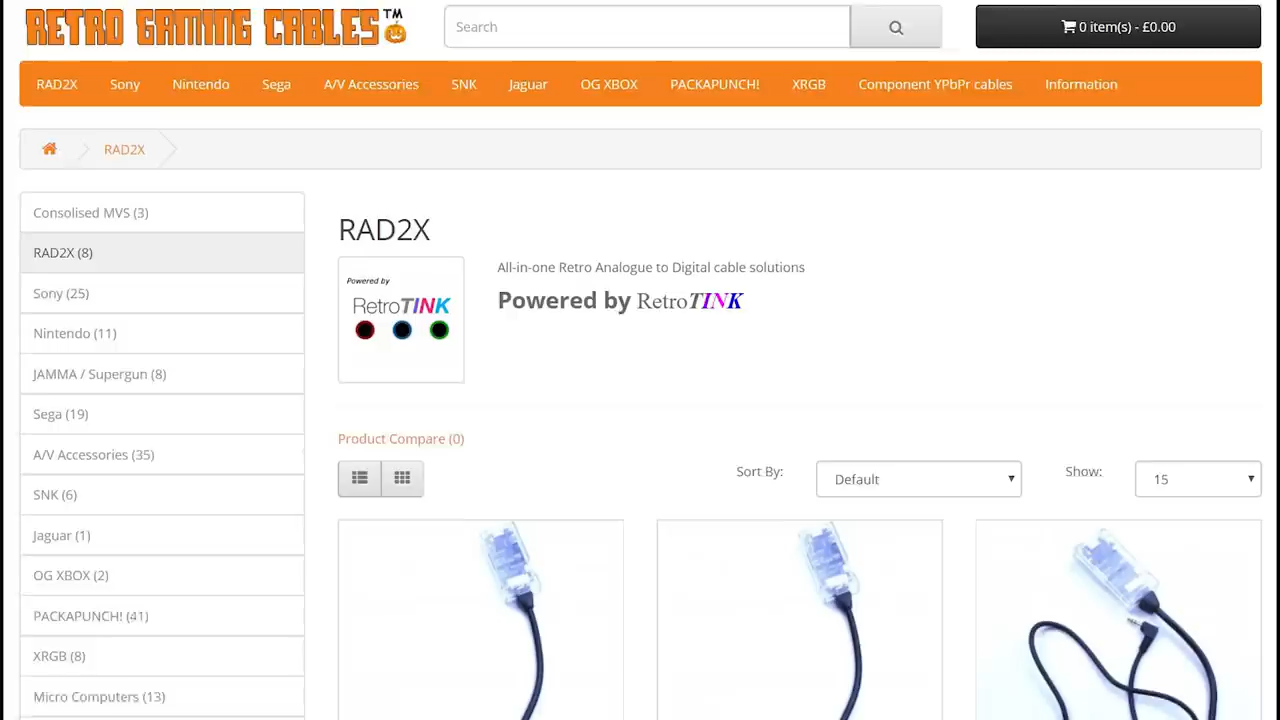 RETRO GAMING CABLES™
Search
0 item(s) - £0.00
RAD2X Sony Nintendo Sega A/V Accessories SNK Jaguar OG XBOX PACKAPUNCH! XRGB Component YPbPr cables Information
RAD2X
Consolised MVS (3)
RAD2X (8)
Sony (25)
Nintendo (11)
JAMMA / Supergun (8)
Sega (19)
A/V Accessories (35)
SNK (6)
Jaguar (1)
OG XBOX (2)
PACKAPUNCH! (41)
XRGB (8)
Micro Computers (13)
RAD2X
Powered by
RetroTINK
All-in-one Retro Analogue to Digital cable solutions
Powered by RetroTINK
Product Compare (0)
Sort By: Default Show: 15